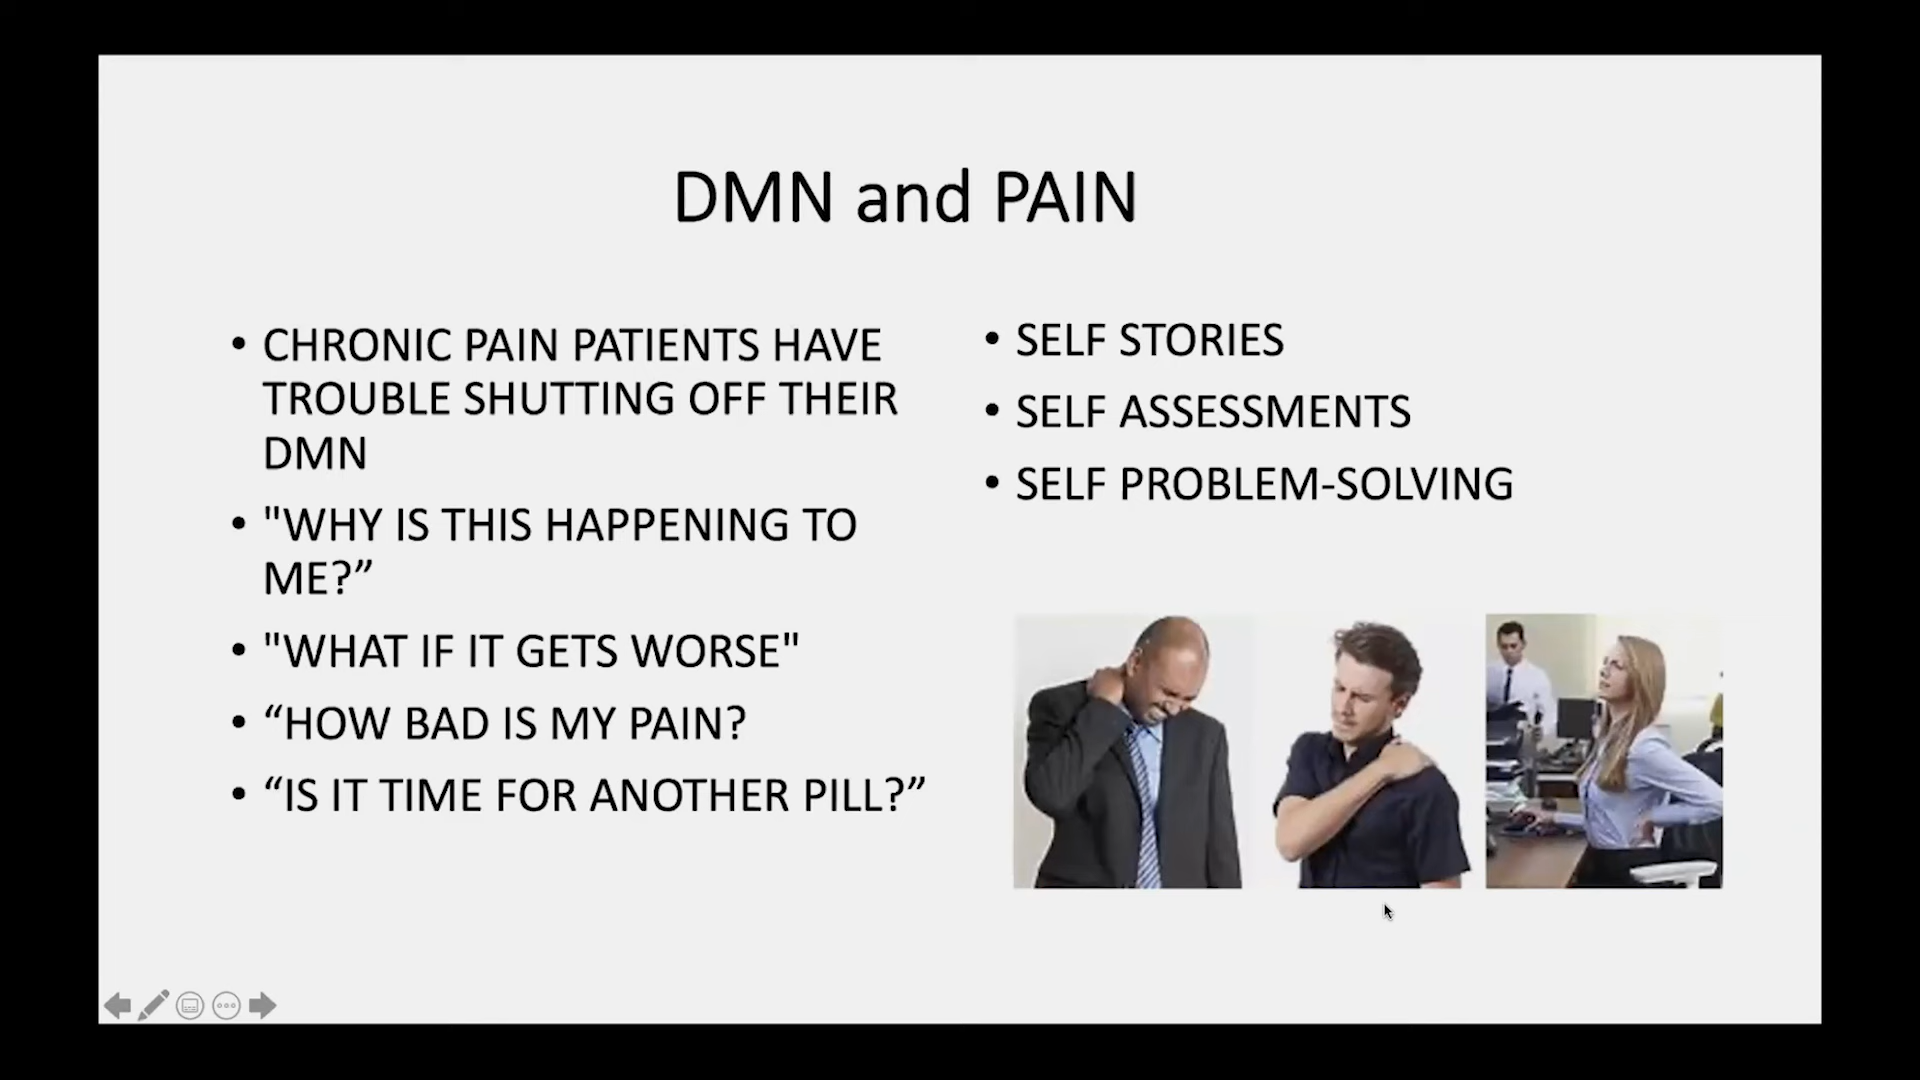 DMN and PAIN
• CHRONIC PAIN PATIENTS HAVE
TROUBLE SHUTTING OFF THEIR
DMN
• "WHY IS THIS HAPPENING TO
ME?”
• "WHAT IF IT GETS WORSE"
• “HOW BAD IS MY PAIN?
• “IS IT TIME FOR ANOTHER PILL?”
• SELF STORIES
• SELF ASSESSMENTS
• SELF PROBLEM-SOLVING